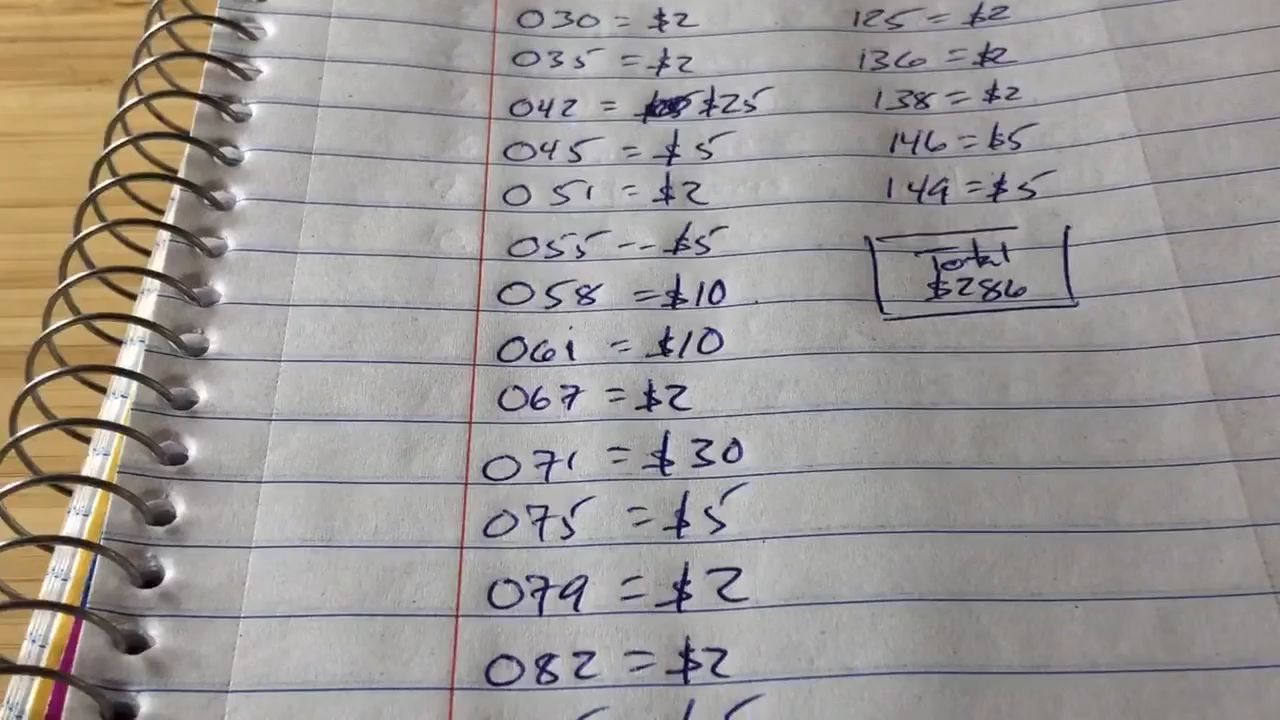 030 = $2
035 = $2
042 = $25
045 = $5
051 = $2
055 -- $5
058 = $10
061 = $10
067 = $2
071 = $30
075 = $5
079 = $2
082 = $2
125 = $2
136 = $2
138 = $2
146 = $5
149 = $5
Total
$286